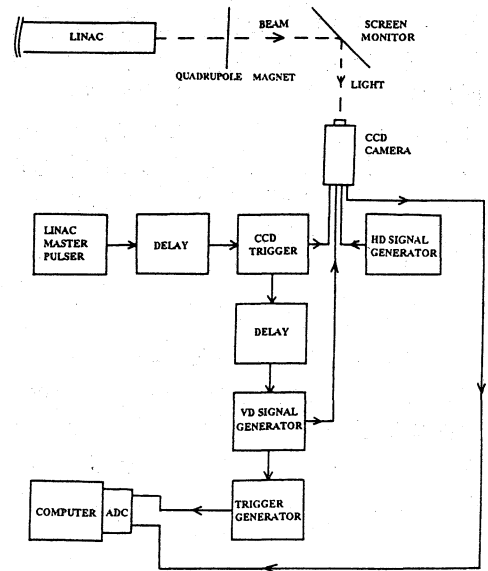 LINAC
BEAM
SCREEN
MONITOR
QUADRUPOLE MAGNET
LIGHT
CCD
CAMERA
LINAC
MASTER
PULSER
DELAY
CCD
TRIGGER
HD SIGNAL
GENERATOR
DELAY
VD SIGNAL
GENERATOR
COMPUTER
ADC
TRIGGER
GENERATOR